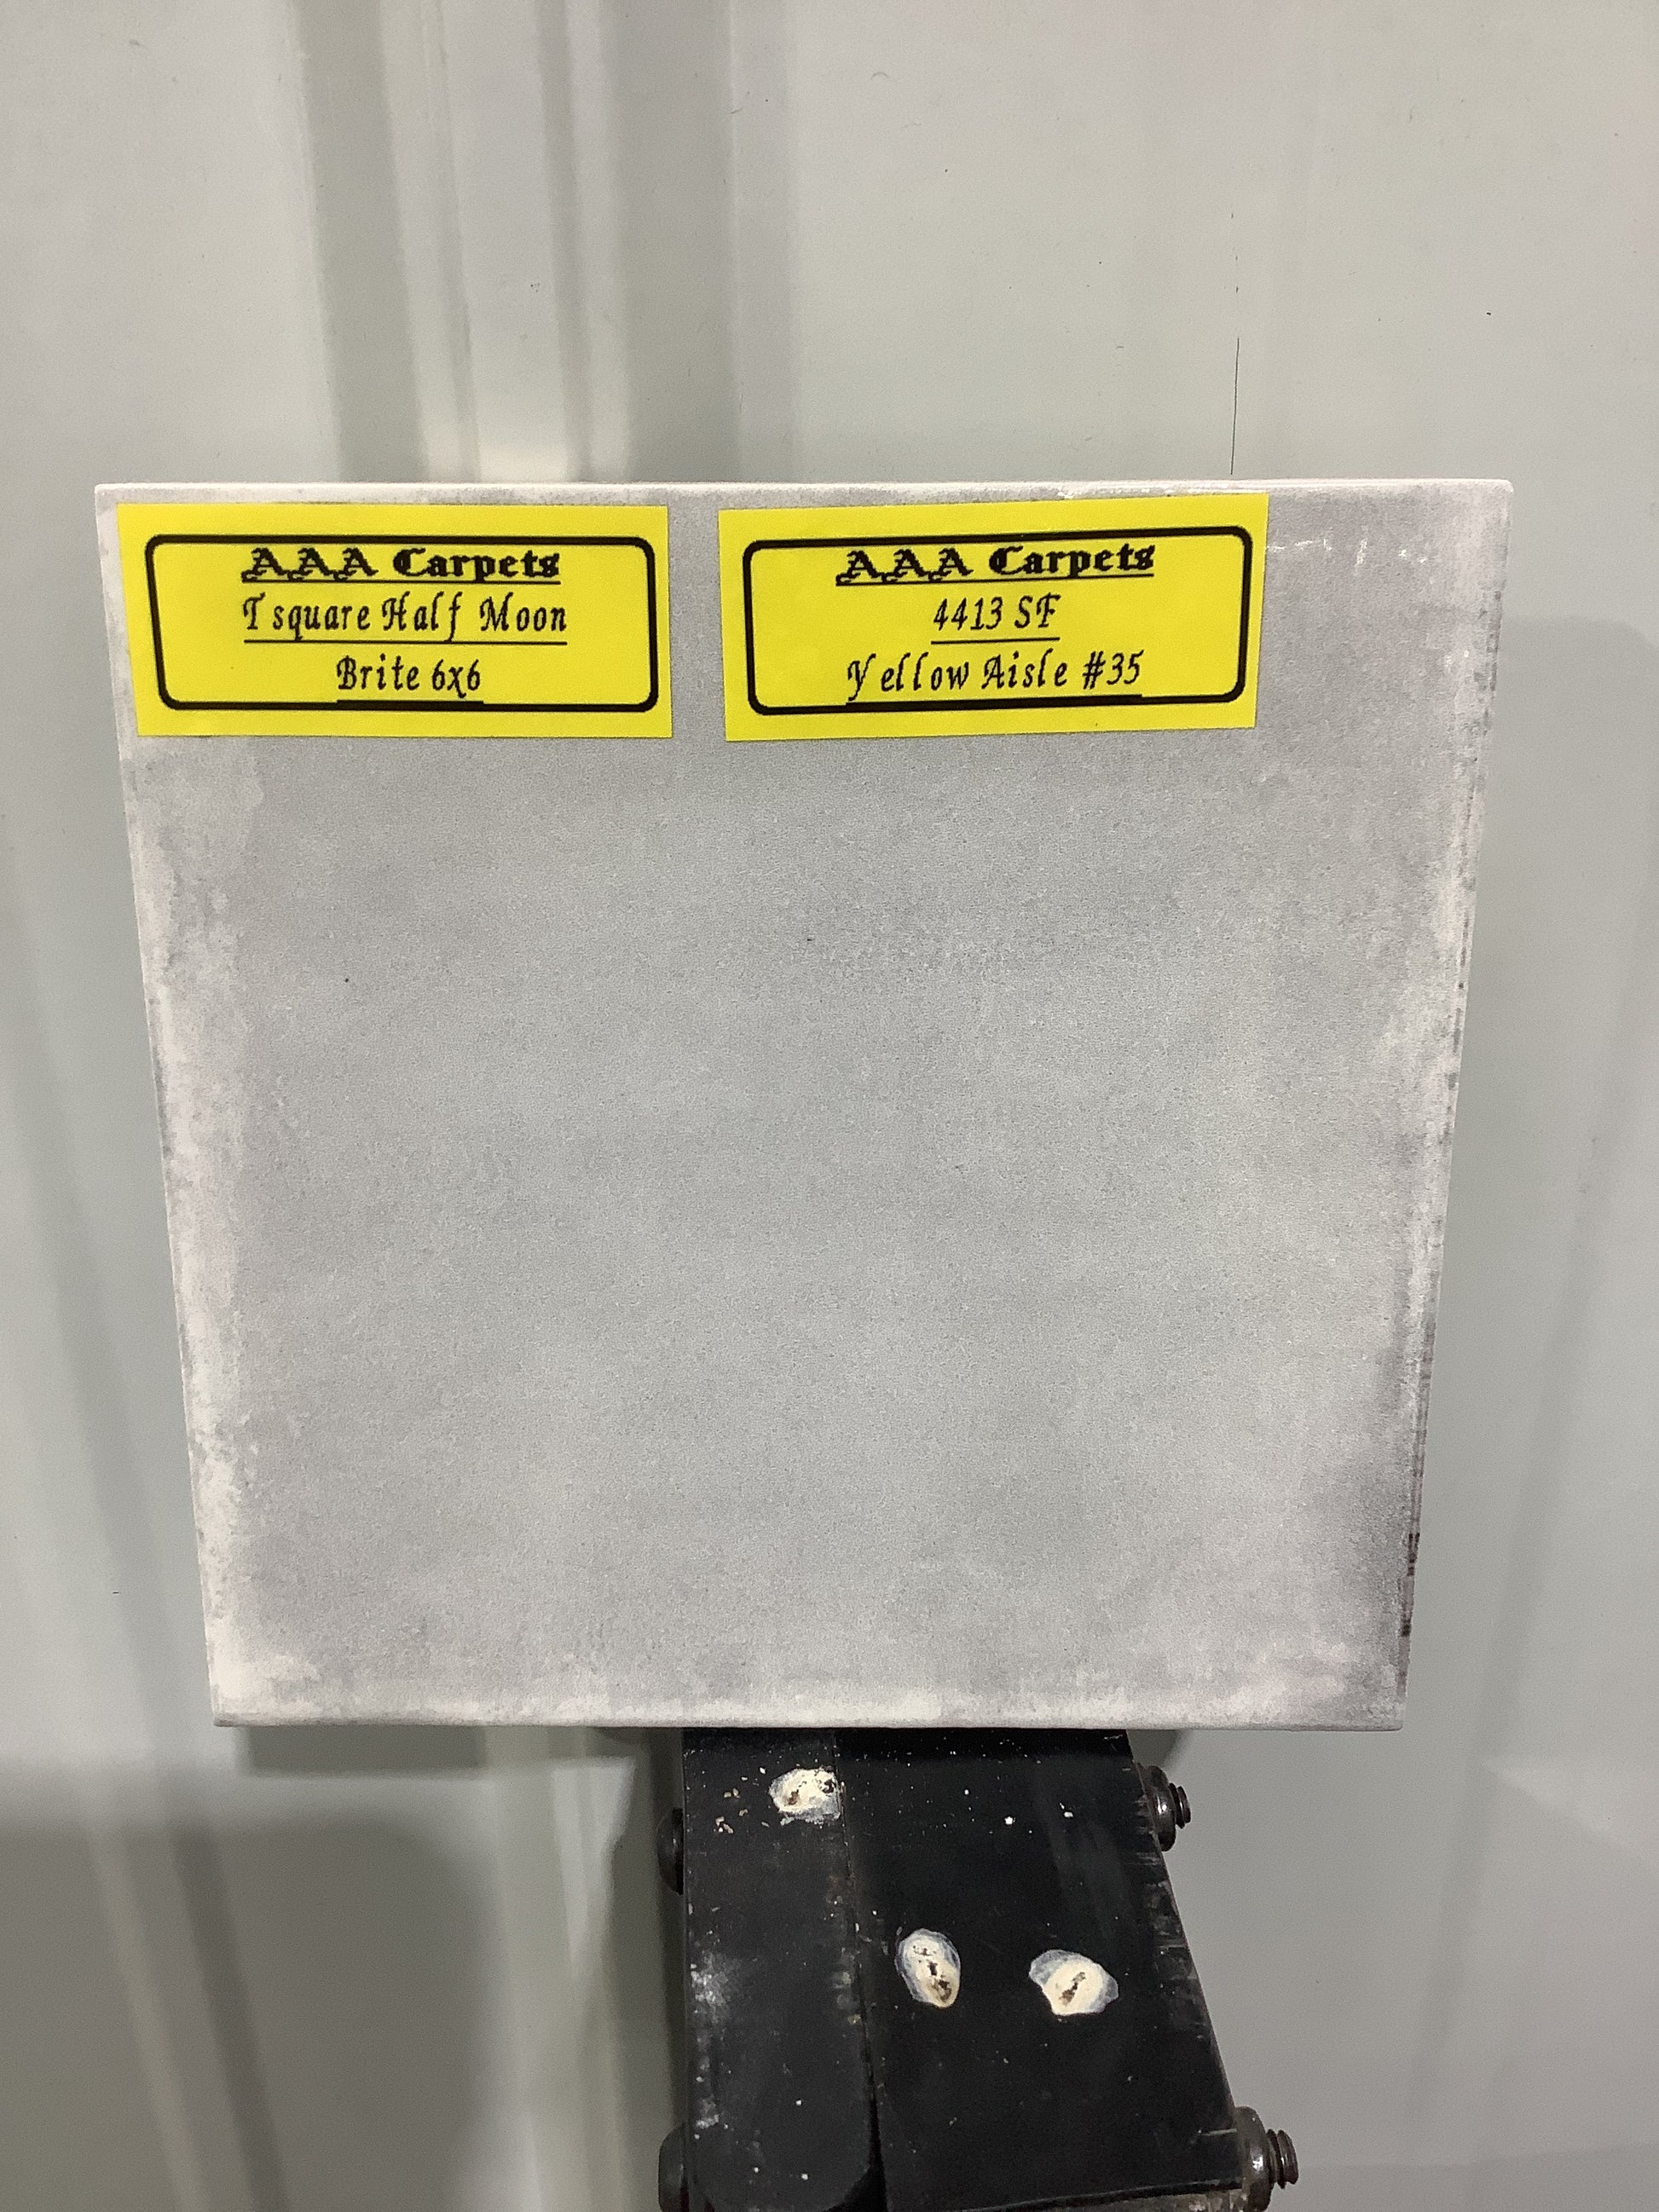 AAA Carpets
Tsquare Half Moon
Brite 6x6
AAA Carpets
4413 SF
Yellow Aisle #35